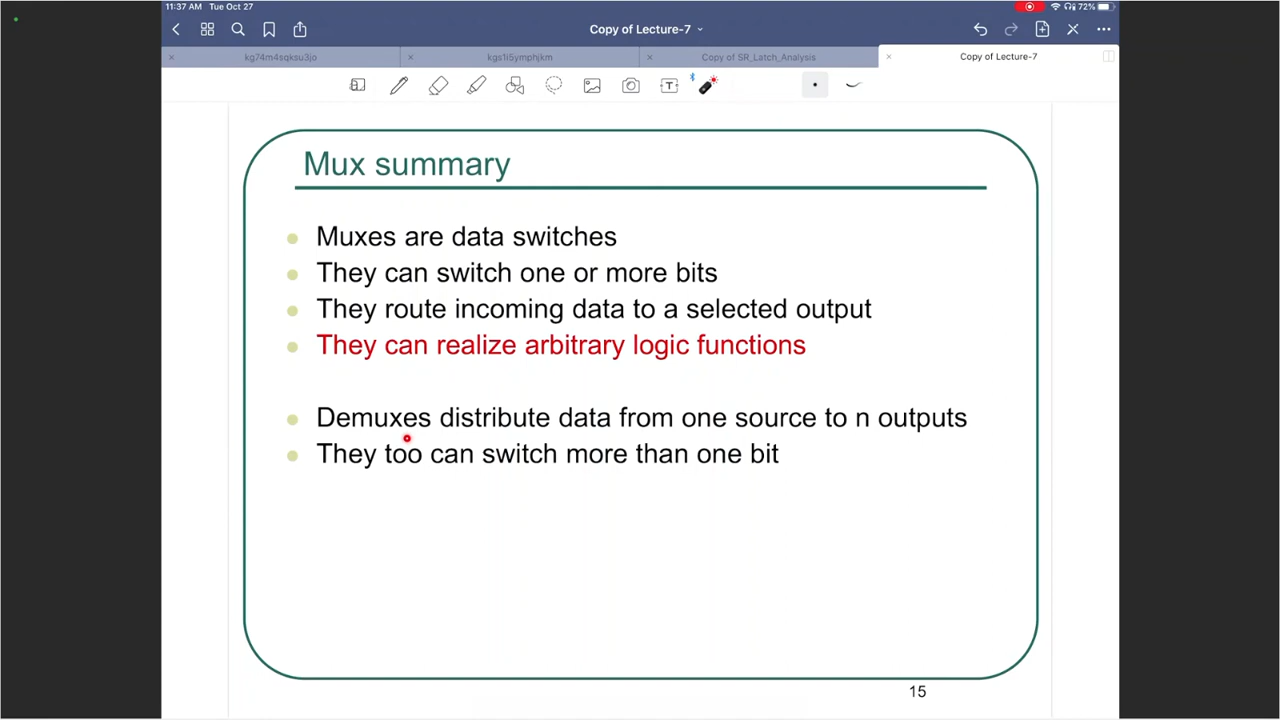 11:37 AM Tue Oct 27
72%
Copy of Lecture-7
kg74m4sqksu3jo
kgs1i5ymphjkm
Copy of SR_Latch_Analysis
Copy of Lecture-7
T
Mux summary
Muxes are data switches
They can switch one or more bits
They route incoming data to a selected output
They can realize arbitrary logic functions
Demuxes distribute data from one source to n outputs
They too can switch more than one bit
15